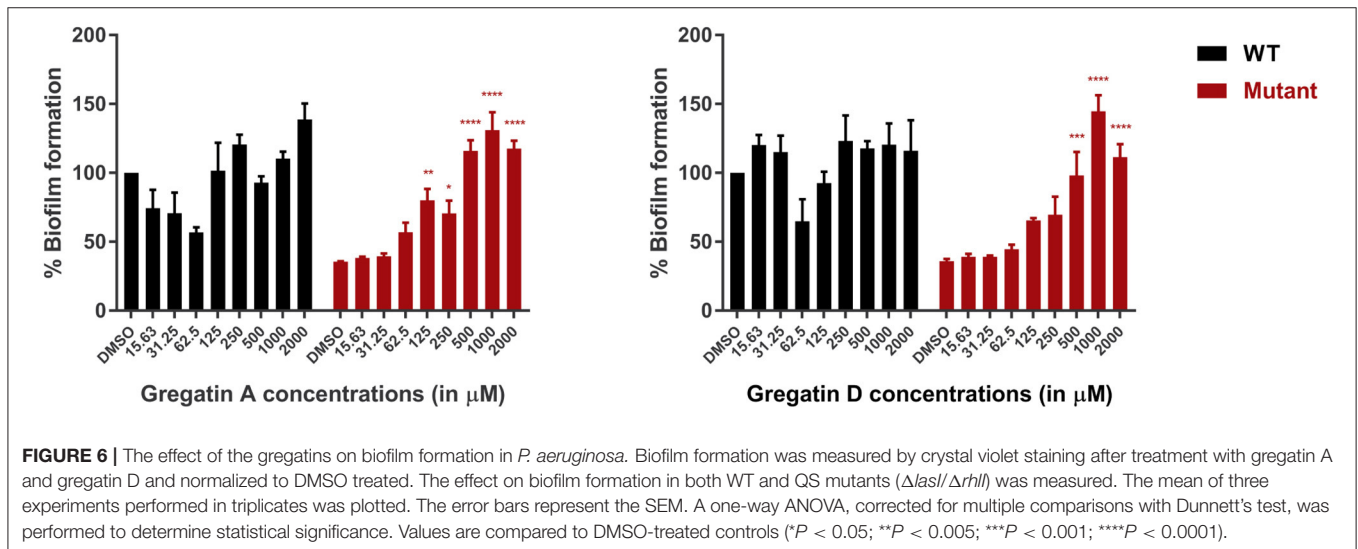 200
150
100
50
0
% Biofilm formation
** * **** **** ****
DMSO 15.63 31.25 62.5 125 250 500 1000 2000 DMSO 15.63 31.25 62.5 125 250 500 1000 2000
Gregatin A concentrations (in μM)
200
150
100
50
0
% Biofilm formation
*** **** ****
DMSO 15.63 31.25 62.5 125 250 500 1000 2000 DMSO 15.63 31.25 62.5 125 250 500 1000 2000
Gregatin D concentrations (in μM)
WT
Mutant
FIGURE 6 | The effect of the gregatins on biofilm formation in P. aeruginosa. Biofilm formation was measured by crystal violet staining after treatment with gregatin A
and gregatin D and normalized to DMSO treated. The effect on biofilm formation in both WT and QS mutants (ΔlasI/ΔrhlI) was measured. The mean of three
experiments performed in triplicates was plotted. The error bars represent the SEM. A one-way ANOVA, corrected for multiple comparisons with Dunnett's test, was
performed to determine statistical significance. Values are compared to DMSO-treated controls (*P < 0.05; **P < 0.005; ***P < 0.001; ****P < 0.0001).